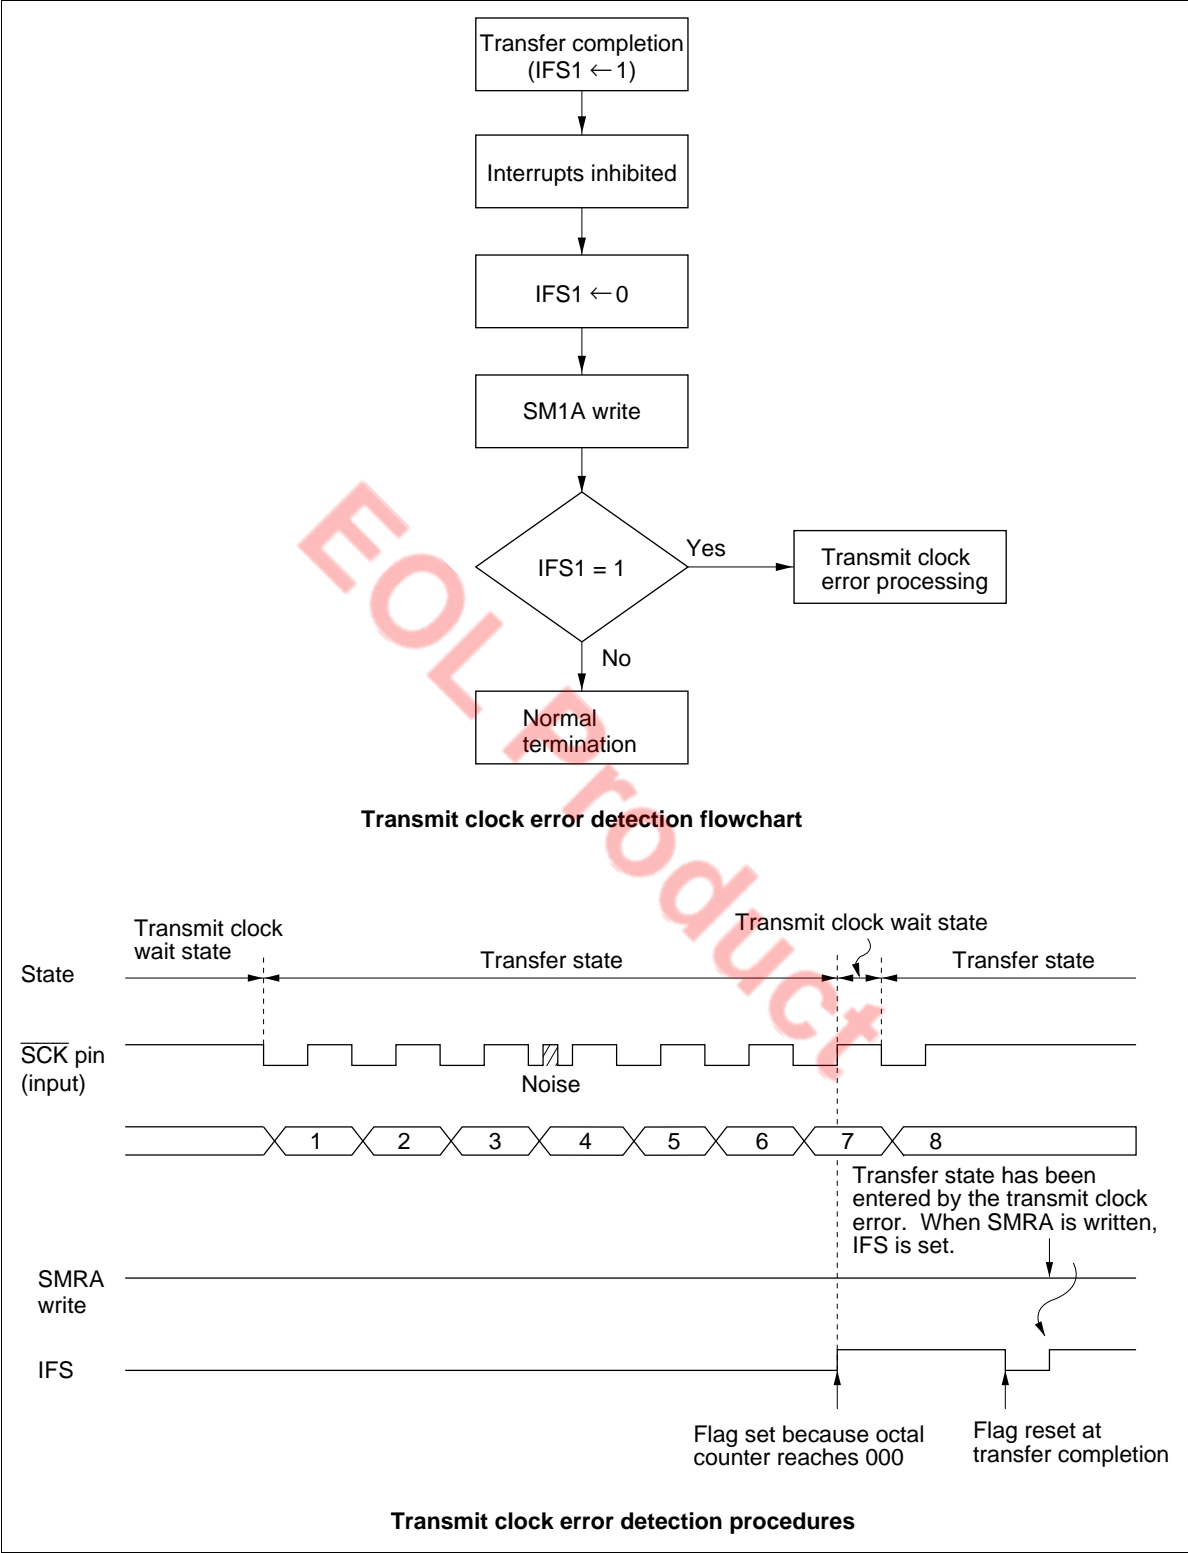 Transfer completion
(IFS1 ← 1)
Interrupts inhibited
IFS1 ← 0
SM1A write
IFS1 = 1
Yes
Transmit clock
error processing
No
Normal
termination
EOL Product
Transmit clock error detection flowchart
Transmit clock
wait state
Transmit clock wait state
State
Transfer state
Transfer state
SCK pin
(input)
Noise
1 2 3 4 5 6 7 8
Transfer state has been
entered by the transmit clock
error. When SMRA is written,
IFS is set.
SMRA
write
IFS
Flag set because octal
counter reaches 000
Flag reset at
transfer completion
Transmit clock error detection procedures